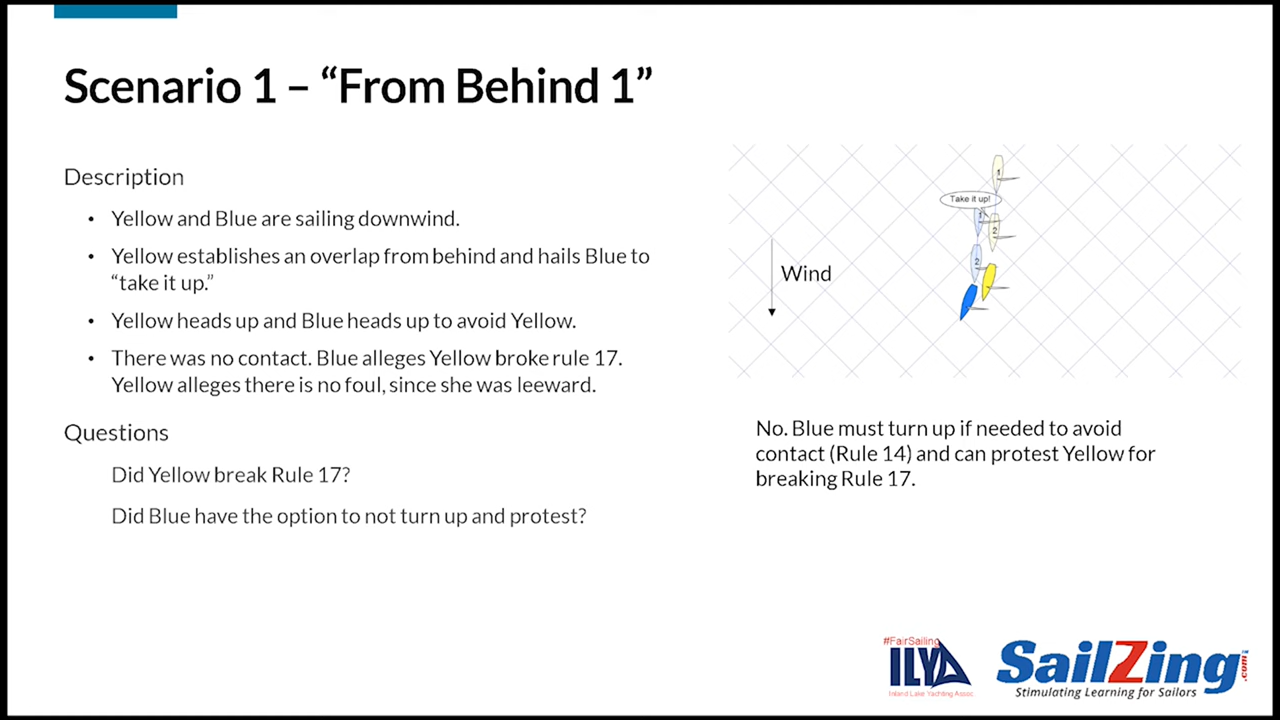 Scenario 1 – “From Behind 1”
Description
• Yellow and Blue are sailing downwind.
• Yellow establishes an overlap from behind and hails Blue to
“take it up.”
• Yellow heads up and Blue heads up to avoid Yellow.
• There was no contact. Blue alleges Yellow broke rule 17.
Yellow alleges there is no foul, since she was leeward.
Questions
Did Yellow break Rule 17?
Did Blue have the option to not turn up and protest?
1
Take it up!
1
2
2
Wind
No. Blue must turn up if needed to avoid
contact (Rule 14) and can protest Yellow for
breaking Rule 17.
#FairSailing
ILYA
Inland Lake Yachting Assoc.
SailZing.com
Stimulating Learning for Sailors